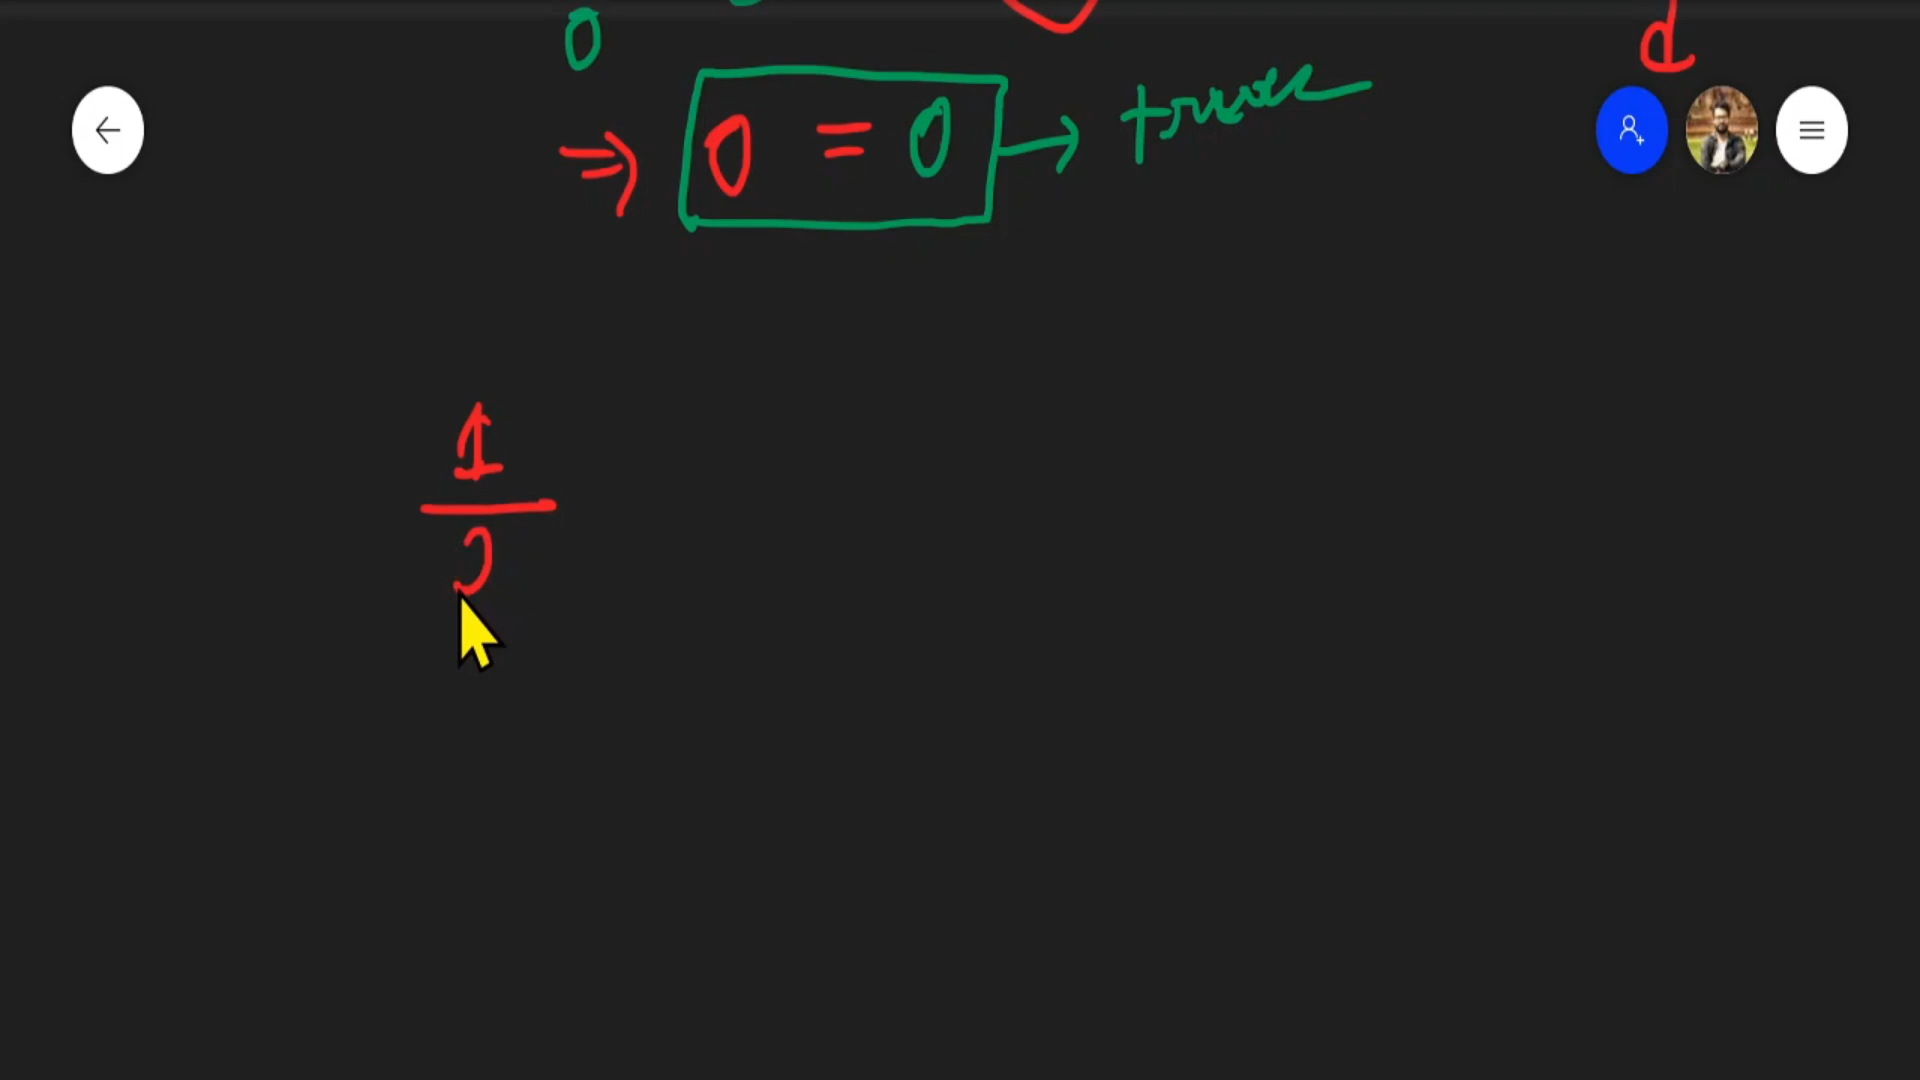 0
d
⇒ 0 = 0 → true
1